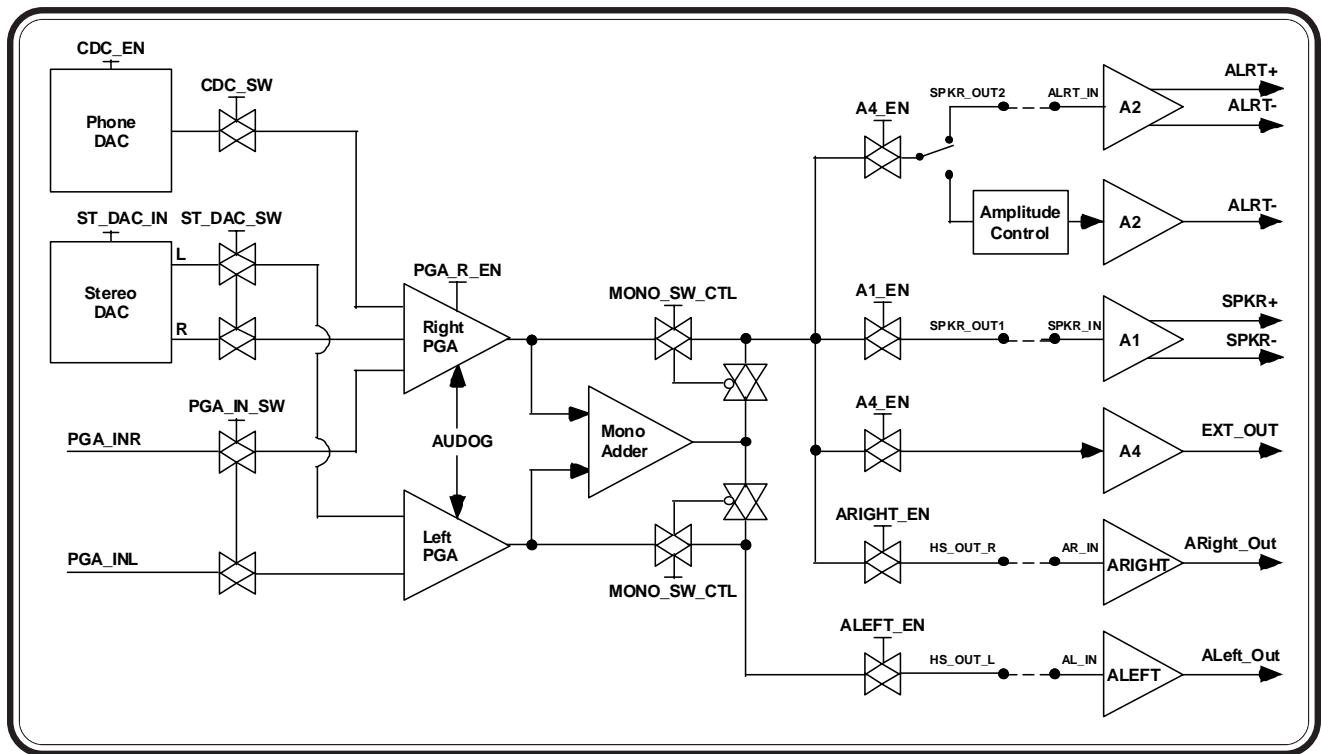 CDC_EN
Phone
DAC
CDC_SW
ST_DAC_IN
Stereo
DAC
L
R
ST_DAC_SW
PGA_IN_SW
PGA_INR
PGA_INL
PGA_R_EN
Right
PGA
AUDOG
Left
PGA
Mono
Adder
MONO_SW_CTL
MONO_SW_CTL
A4_EN
SPKR_OUT2
ALRT_IN
A2
ALRT+
ALRT-
Amplitude
Control
A2
ALRT-
A1_EN
SPKR_OUT1
SPKR_IN
A1
SPKR+
SPKR-
A4_EN
A4
EXT_OUT
ARIGHT_EN
HS_OUT_R
AR_IN
ARIGHT
ARight_Out
ALEFT_EN
HS_OUT_L
AL_IN
ALEFT
ALeft_Out